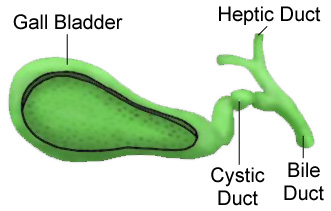 Heptic Duct
Gall Bladder
Cystic
Duct
Bile
Duct